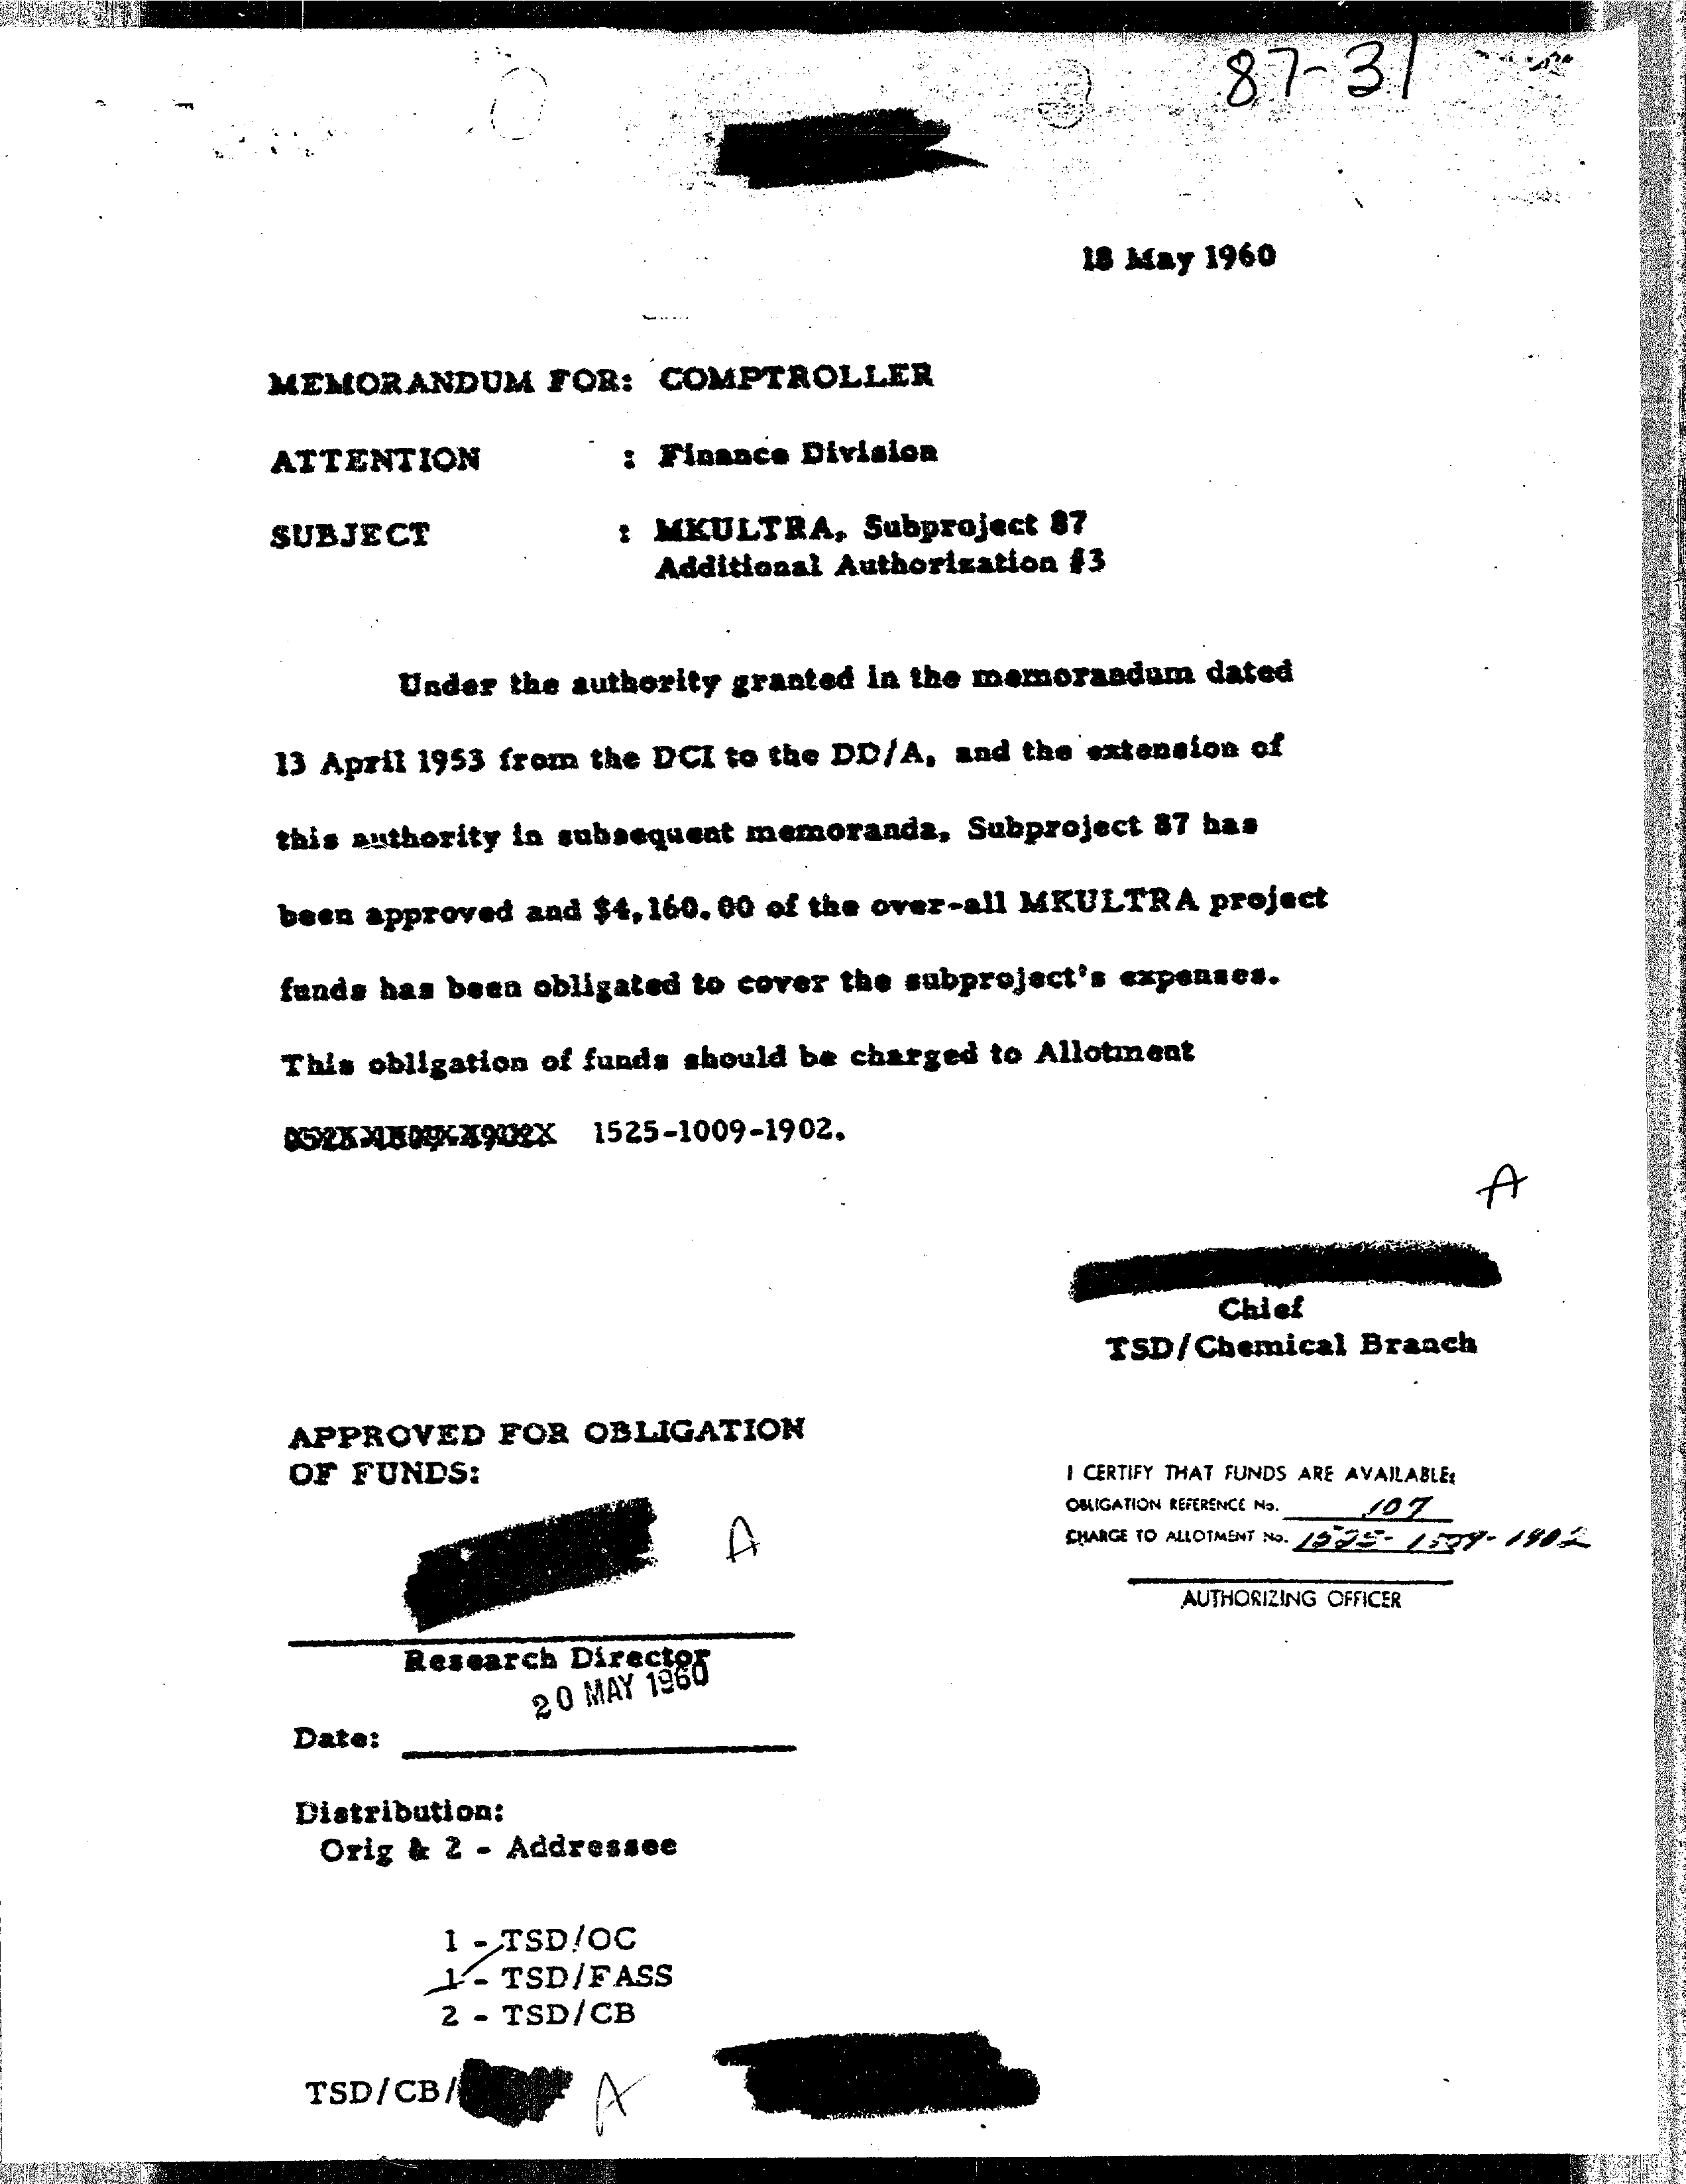 87-31
18 May 1960
MEMORANDUM FOR: COMPTROLLER
ATTENTION : Finance Division
SUBJECT : MKULTRA, Subproject 87
Additional Authorization #3
Under the authority granted in the memorandum dated
13 April 1953 from the DCI to the DD/A, and the extension of
this authority in subsequent memoranda, Subproject 87 has
been approved and $4,160.00 of the over-all MKULTRA project
funds has been obligated to cover the subproject's expenses.
This obligation of funds should be charged to Allotment
1525-1009-1902.
A
Chief
TSD/Chemical Branch
APPROVED FOR OBLIGATION
OF FUNDS:
A
I CERTIFY THAT FUNDS ARE AVAILABLE:
OBLIGATION REFERENCE No. 107
CHARGE TO ALLOTMENT No.
AUTHORIZING OFFICER
Research Director
20 MAY 1960
Date:
Distribution:
Orig & 2 - Addressee
1 - TSD/OC
1 - TSD/FASS
2 - TSD/CB
TSD/CB/ A